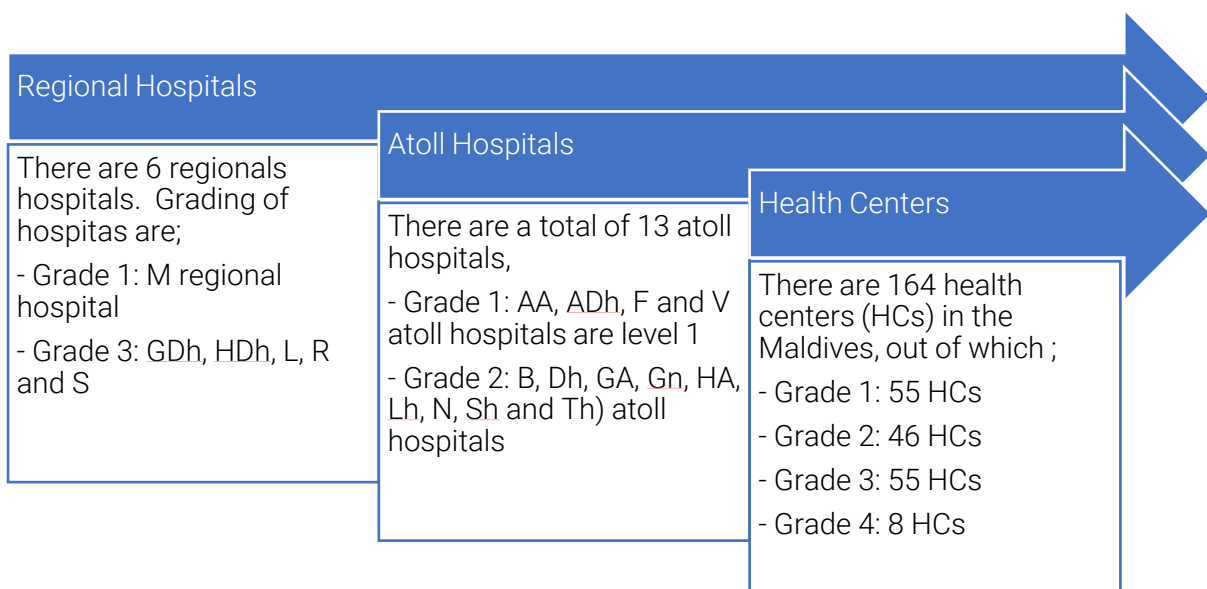 Regional Hospitals
There are 6 regionals
hospitals.  Grading of
hospitas are;
- Grade 1: M regional
hospital
- Grade 3: GDh, HDh, L, R
and S
Atoll Hospitals
There are a total of 13 atoll
hospitals,
- Grade 1: AA, ADh, F and V
atoll hospitals are level 1
- Grade 2: B, Dh, GA, Gn, HA,
Lh, N, Sh and Th) atoll
hospitals
Health Centers
There are 164 health
centers (HCs) in the
Maldives, out of which ;
- Grade 1: 55 HCs
- Grade 2: 46 HCs
- Grade 3: 55 HCs
- Grade 4: 8 HCs